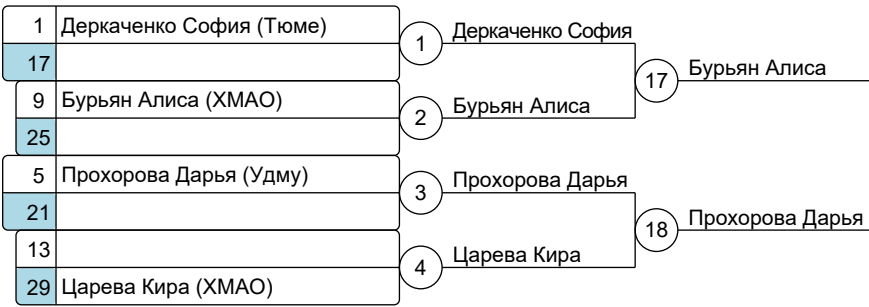 1 Деркаченко София (Тюме)
17
1 Деркаченко София
9 Бурьян Алиса (ХМАО)
25
2 Бурьян Алиса
17 Бурьян Алиса
5 Прохорова Дарья (Удму)
21
3 Прохорова Дарья
13
29 Царева Кира (ХМАО)
4 Царева Кира
18 Прохорова Дарья